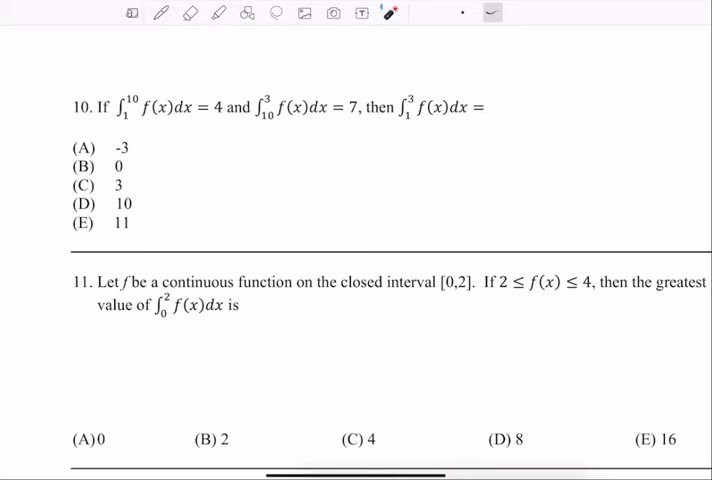 10. If ∫₁¹⁰ f(x)dx = 4 and ∫₁₀³ f(x)dx = 7, then ∫₁³ f(x)dx =
(A) -3
(B) 0
(C) 3
(D) 10
(E) 11
11. Let f be a continuous function on the closed interval [0,2]. If 2 ≤ f(x) ≤ 4, then the greatest
value of ∫₀² f(x)dx is
(A) 0 (B) 2 (C) 4 (D) 8 (E) 16